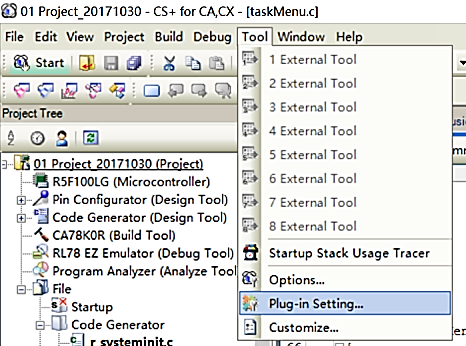 01 Project_20171030 - CS+ for CA,CX - [taskMenu.c]
File Edit View Project Build Debug Tool Window Help
Start
1 External Tool
2 External Tool
3 External Tool
4 External Tool
5 External Tool
6 External Tool
7 External Tool
8 External Tool
Startup Stack Usage Tracer
Options...
Plug-in Setting...
Customize...
Project Tree
01 Project_20171030 (Project)
R5F100LG (Microcontroller)
Pin Configurator (Design Tool)
Code Generator (Design Tool)
CA78K0R (Build Tool)
RL78 EZ Emulator (Debug Tool)
Program Analyzer (Analyze Tool
File
Startup
Code Generator
r_systeminit.c